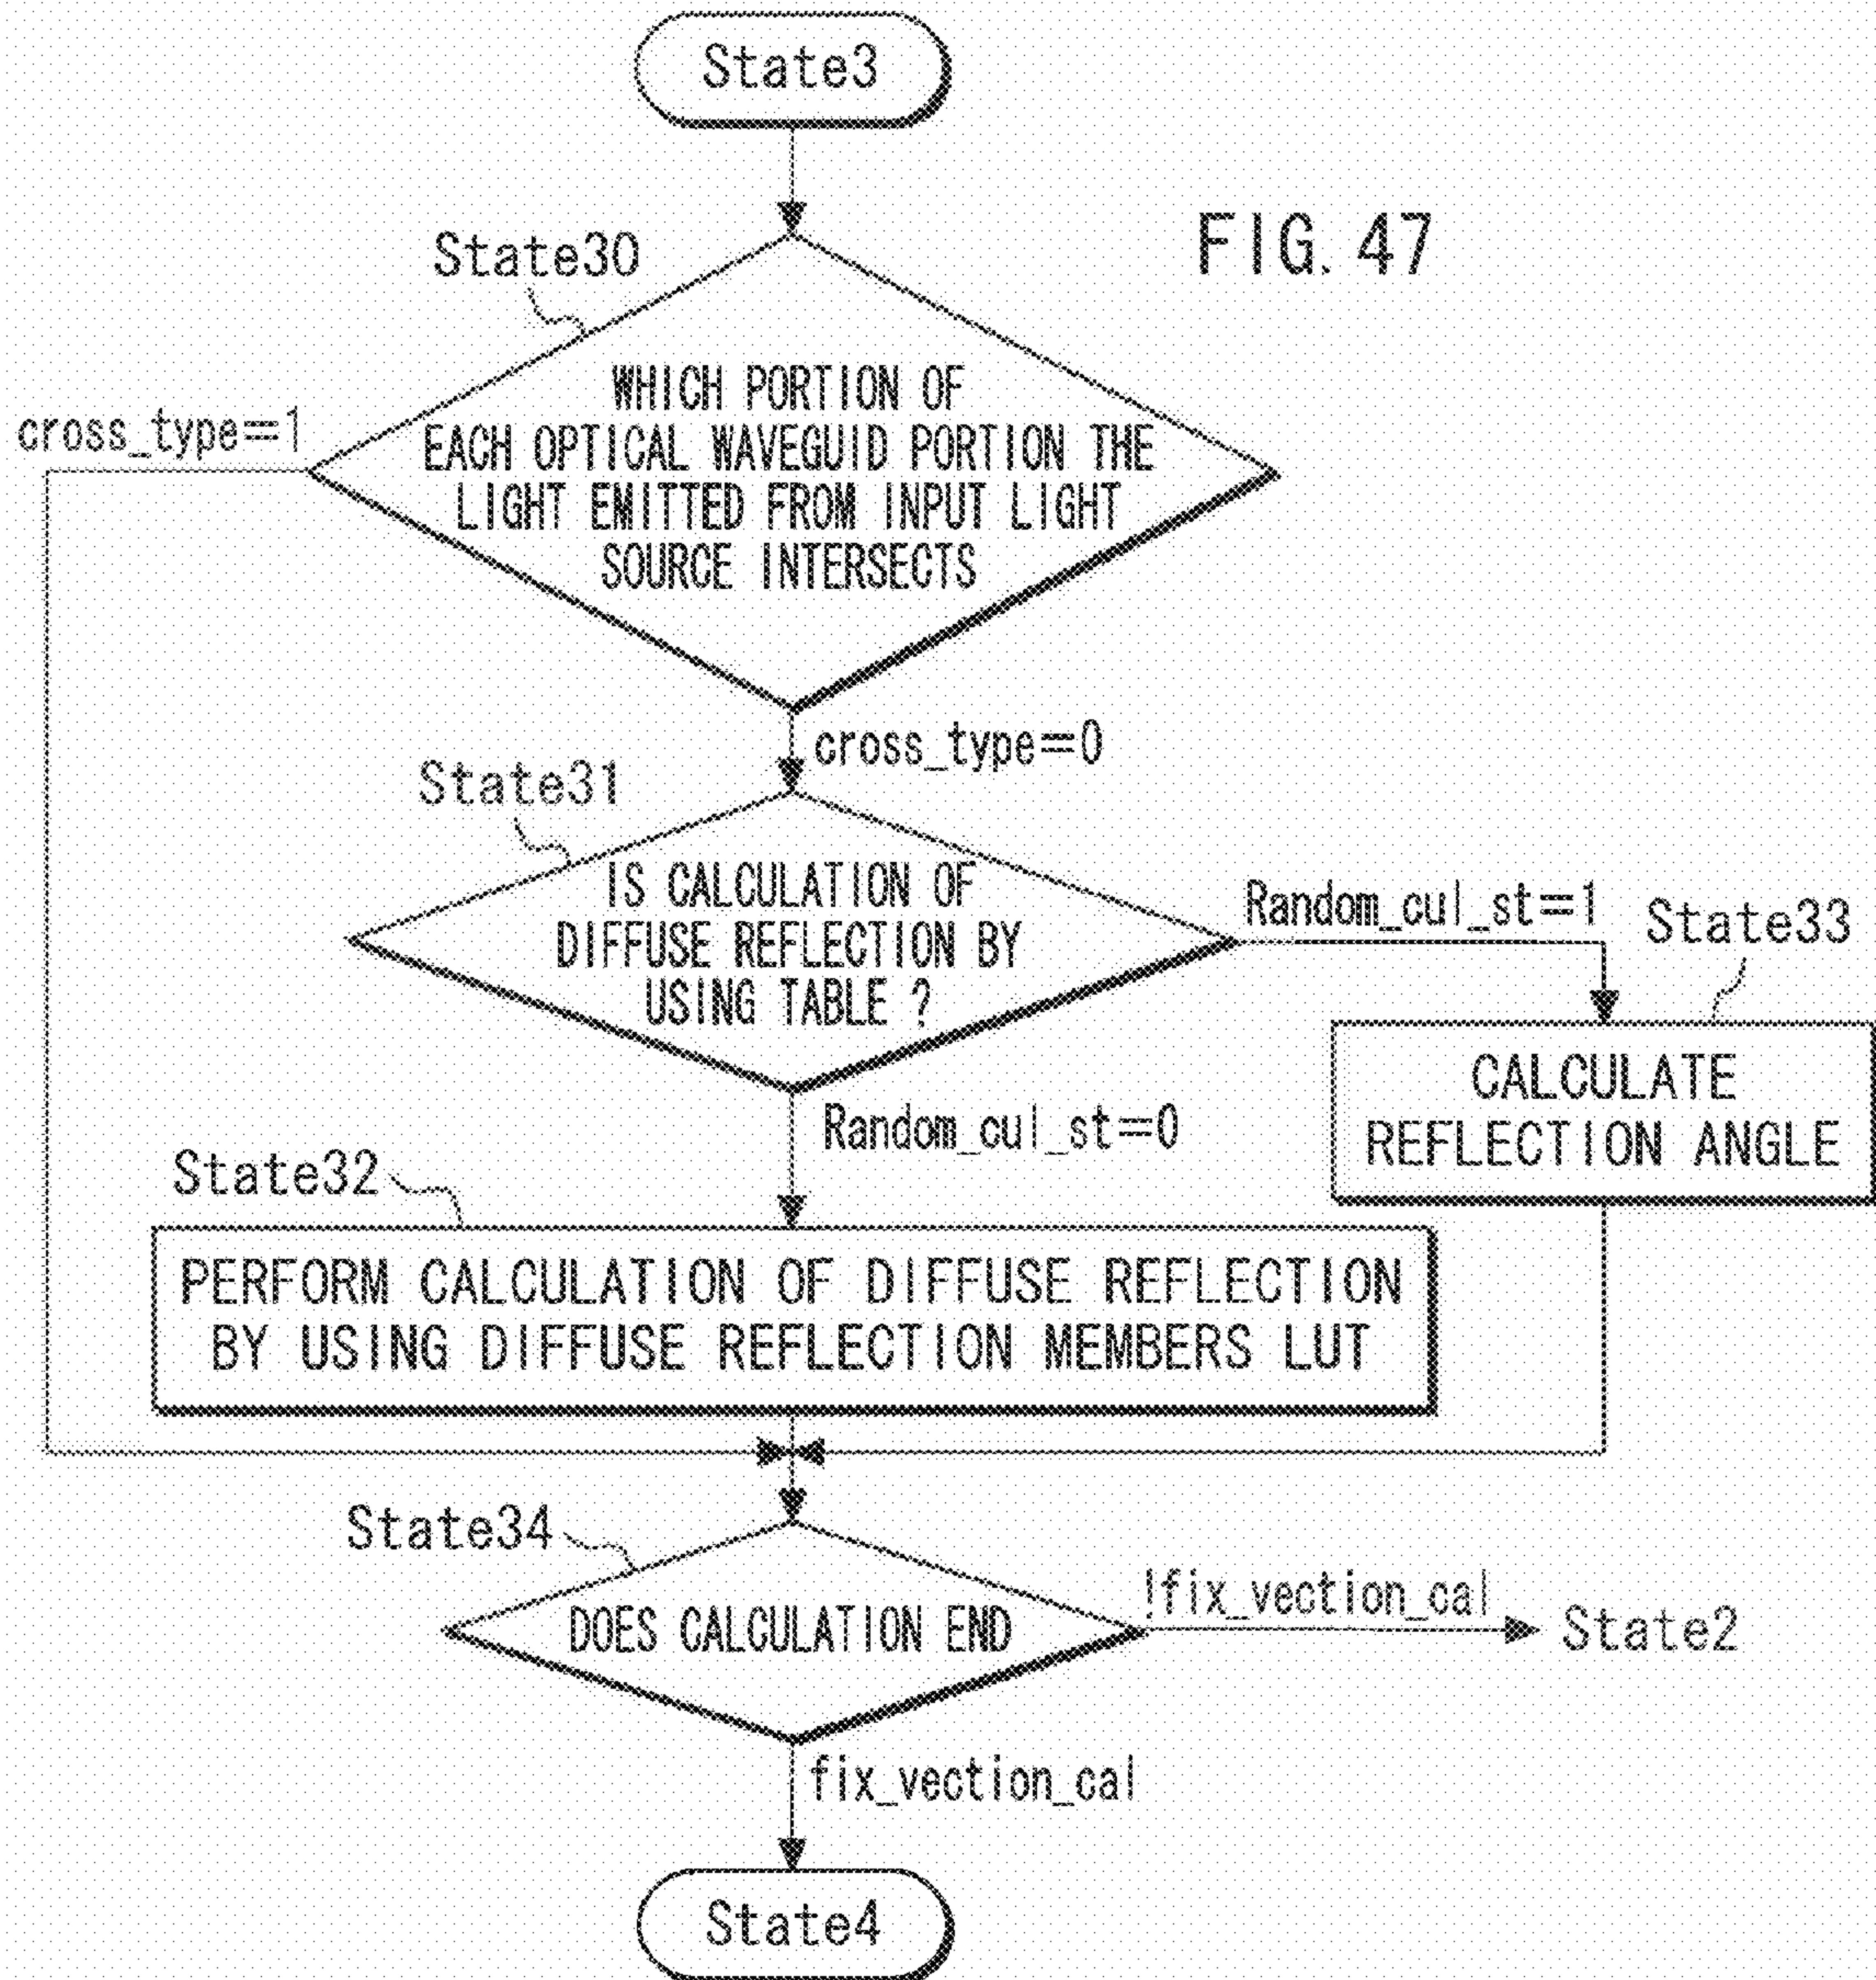 State3
FIG. 47
State30
WHICH PORTION OF
EACH OPTICAL WAVEGUID PORTION THE
LIGHT EMITTED FROM INPUT LIGHT
SOURCE INTERSECTS
cross_type=1
cross_type=0
State31
IS CALCULATION OF
DIFFUSE REFLECTION BY
USING TABLE ?
Random_cul_st=1
State33
CALCULATE
REFLECTION ANGLE
Random_cul_st=0
State32
PERFORM CALCULATION OF DIFFUSE REFLECTION
BY USING DIFFUSE REFLECTION MEMBERS LUT
State34
DOES CALCULATION END
!fix_vection_cal
State2
fix_vection_cal
State4